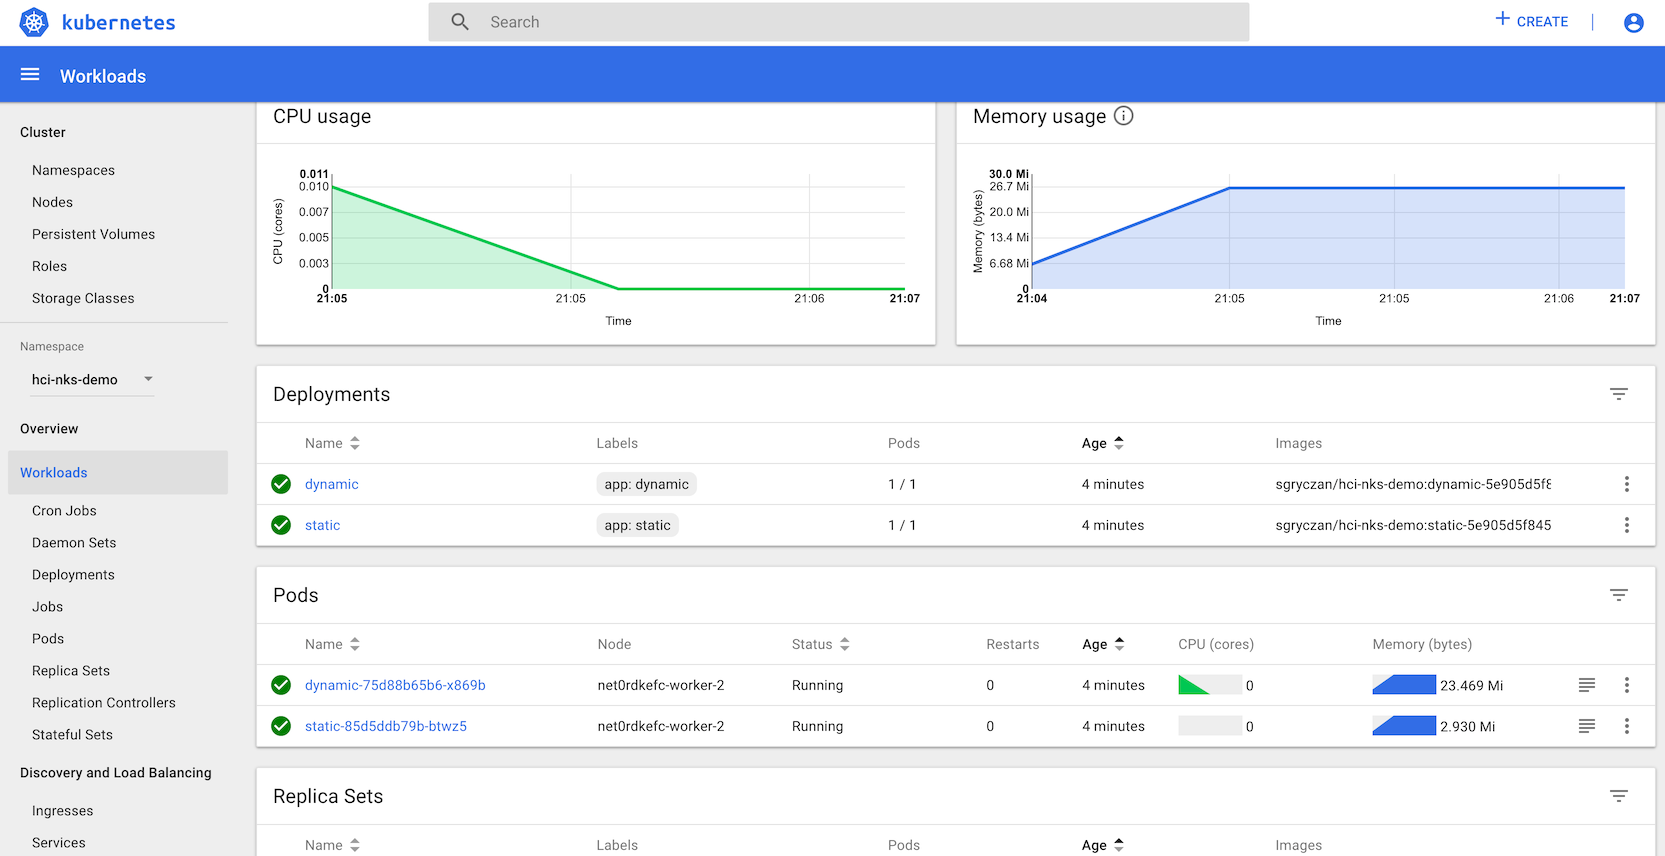 kubernetes
Search
CREATE
Workloads
Cluster
Namespaces
Nodes
Persistent Volumes
Roles
Storage Classes
Namespace
hci-nks-demo
Overview
Workloads
Cron Jobs
Daemon Sets
Deployments
Jobs
Pods
Replica Sets
Replication Controllers
Stateful Sets
Discovery and Load Balancing
Ingresses
Services
CPU usage
CPU (cores)
0.011
0.010
0.007
0.005
0.003
0
21:05 21:05 21:06 21:07
Time
Memory usage
Memory (bytes)
30.0 Mi
26.7 Mi
20.0 Mi
13.4 Mi
6.68 Mi
0
21:04 21:05 21:05 21:06 21:07
Time
Deployments
Name Labels Pods Age Images
dynamic app: dynamic 1 / 1 4 minutes sgryczan/hci-nks-demo:dynamic-5e905d5f8
static app: static 1 / 1 4 minutes sgryczan/hci-nks-demo:static-5e905d5f845
Pods
Name Node Status Restarts Age CPU (cores) Memory (bytes)
dynamic-75d88b65b6-x869b net0rdkefc-worker-2 Running 0 4 minutes 0 23.469 Mi
static-85d5ddb79b-btwz5 net0rdkefc-worker-2 Running 0 4 minutes 0 2.930 Mi
Replica Sets
Name Labels Pods Age Images